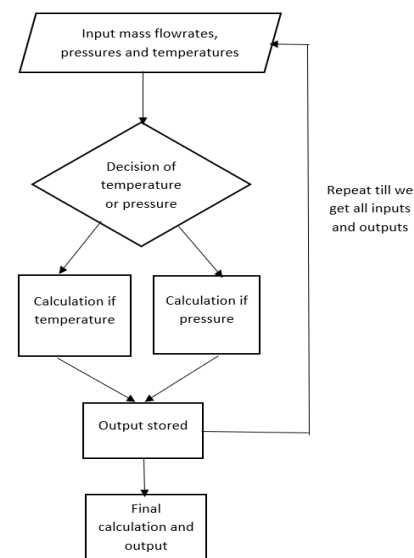 Input mass flowrates,
pressures and temperatures
Decision of
temperature
or pressure
Repeat till we
get all inputs
and outputs
Calculation if
temperature
Calculation if
pressure
Output stored
Final
calculation and
output